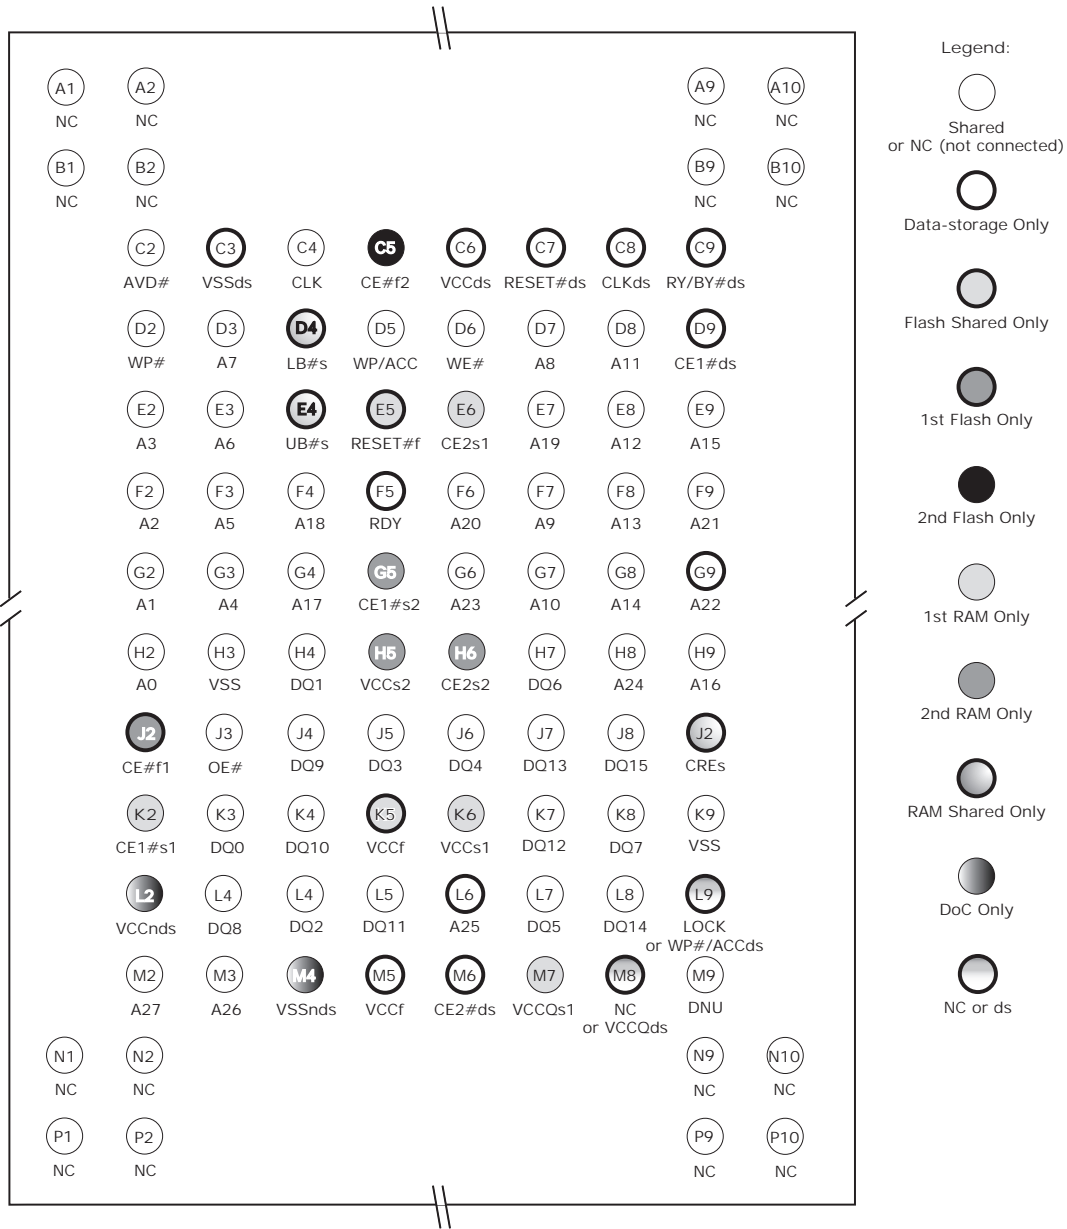 Legend:
A1 A2 A9 A10
NC NC NC NC
Shared
or NC (not connected)
B1 B2 B9 B10
NC NC NC NC
Data-storage Only
C2 C3 C4 C5 C6 C7 C8 C9
AVD# VSSds CLK CE#f2 VCCds RESET#ds CLKds RY/BY#ds
Flash Shared Only
D2 D3 D4 D5 D6 D7 D8 D9
WP# A7 LB#s WP/ACC WE# A8 A11 CE1#ds
1st Flash Only
E2 E3 E4 E5 E6 E7 E8 E9
A3 A6 UB#s RESET#f CE2s1 A19 A12 A15
2nd Flash Only
F2 F3 F4 F5 F6 F7 F8 F9
A2 A5 A18 RDY A20 A9 A13 A21
G2 G3 G4 G5 G6 G7 G8 G9
A1 A4 A17 CE1#s2 A23 A10 A14 A22
1st RAM Only
H2 H3 H4 H5 H6 H7 H8 H9
A0 VSS DQ1 VCCs2 CE2s2 DQ6 A24 A16
2nd RAM Only
J2 J3 J4 J5 J6 J7 J8 J2
CE#f1 OE# DQ9 DQ3 DQ4 DQ13 DQ15 CREs
RAM Shared Only
K2 K3 K4 K5 K6 K7 K8 K9
CE1#s1 DQ0 DQ10 VCCf VCCs1 DQ12 DQ7 VSS
L2 L4 L4 L5 L6 L7 L8 L9
VCCnds DQ8 DQ2 DQ11 A25 DQ5 DQ14 LOCK
or WP#/ACCds
DoC Only
M2 M3 M4 M5 M6 M7 M8 M9
A27 A26 VSSnds VCCf CE2#ds VCCQs1 NC DNU
or VCCQds
NC or ds
N1 N2 N9 N10
NC NC NC NC
P1 P2 P9 P10
NC NC NC NC